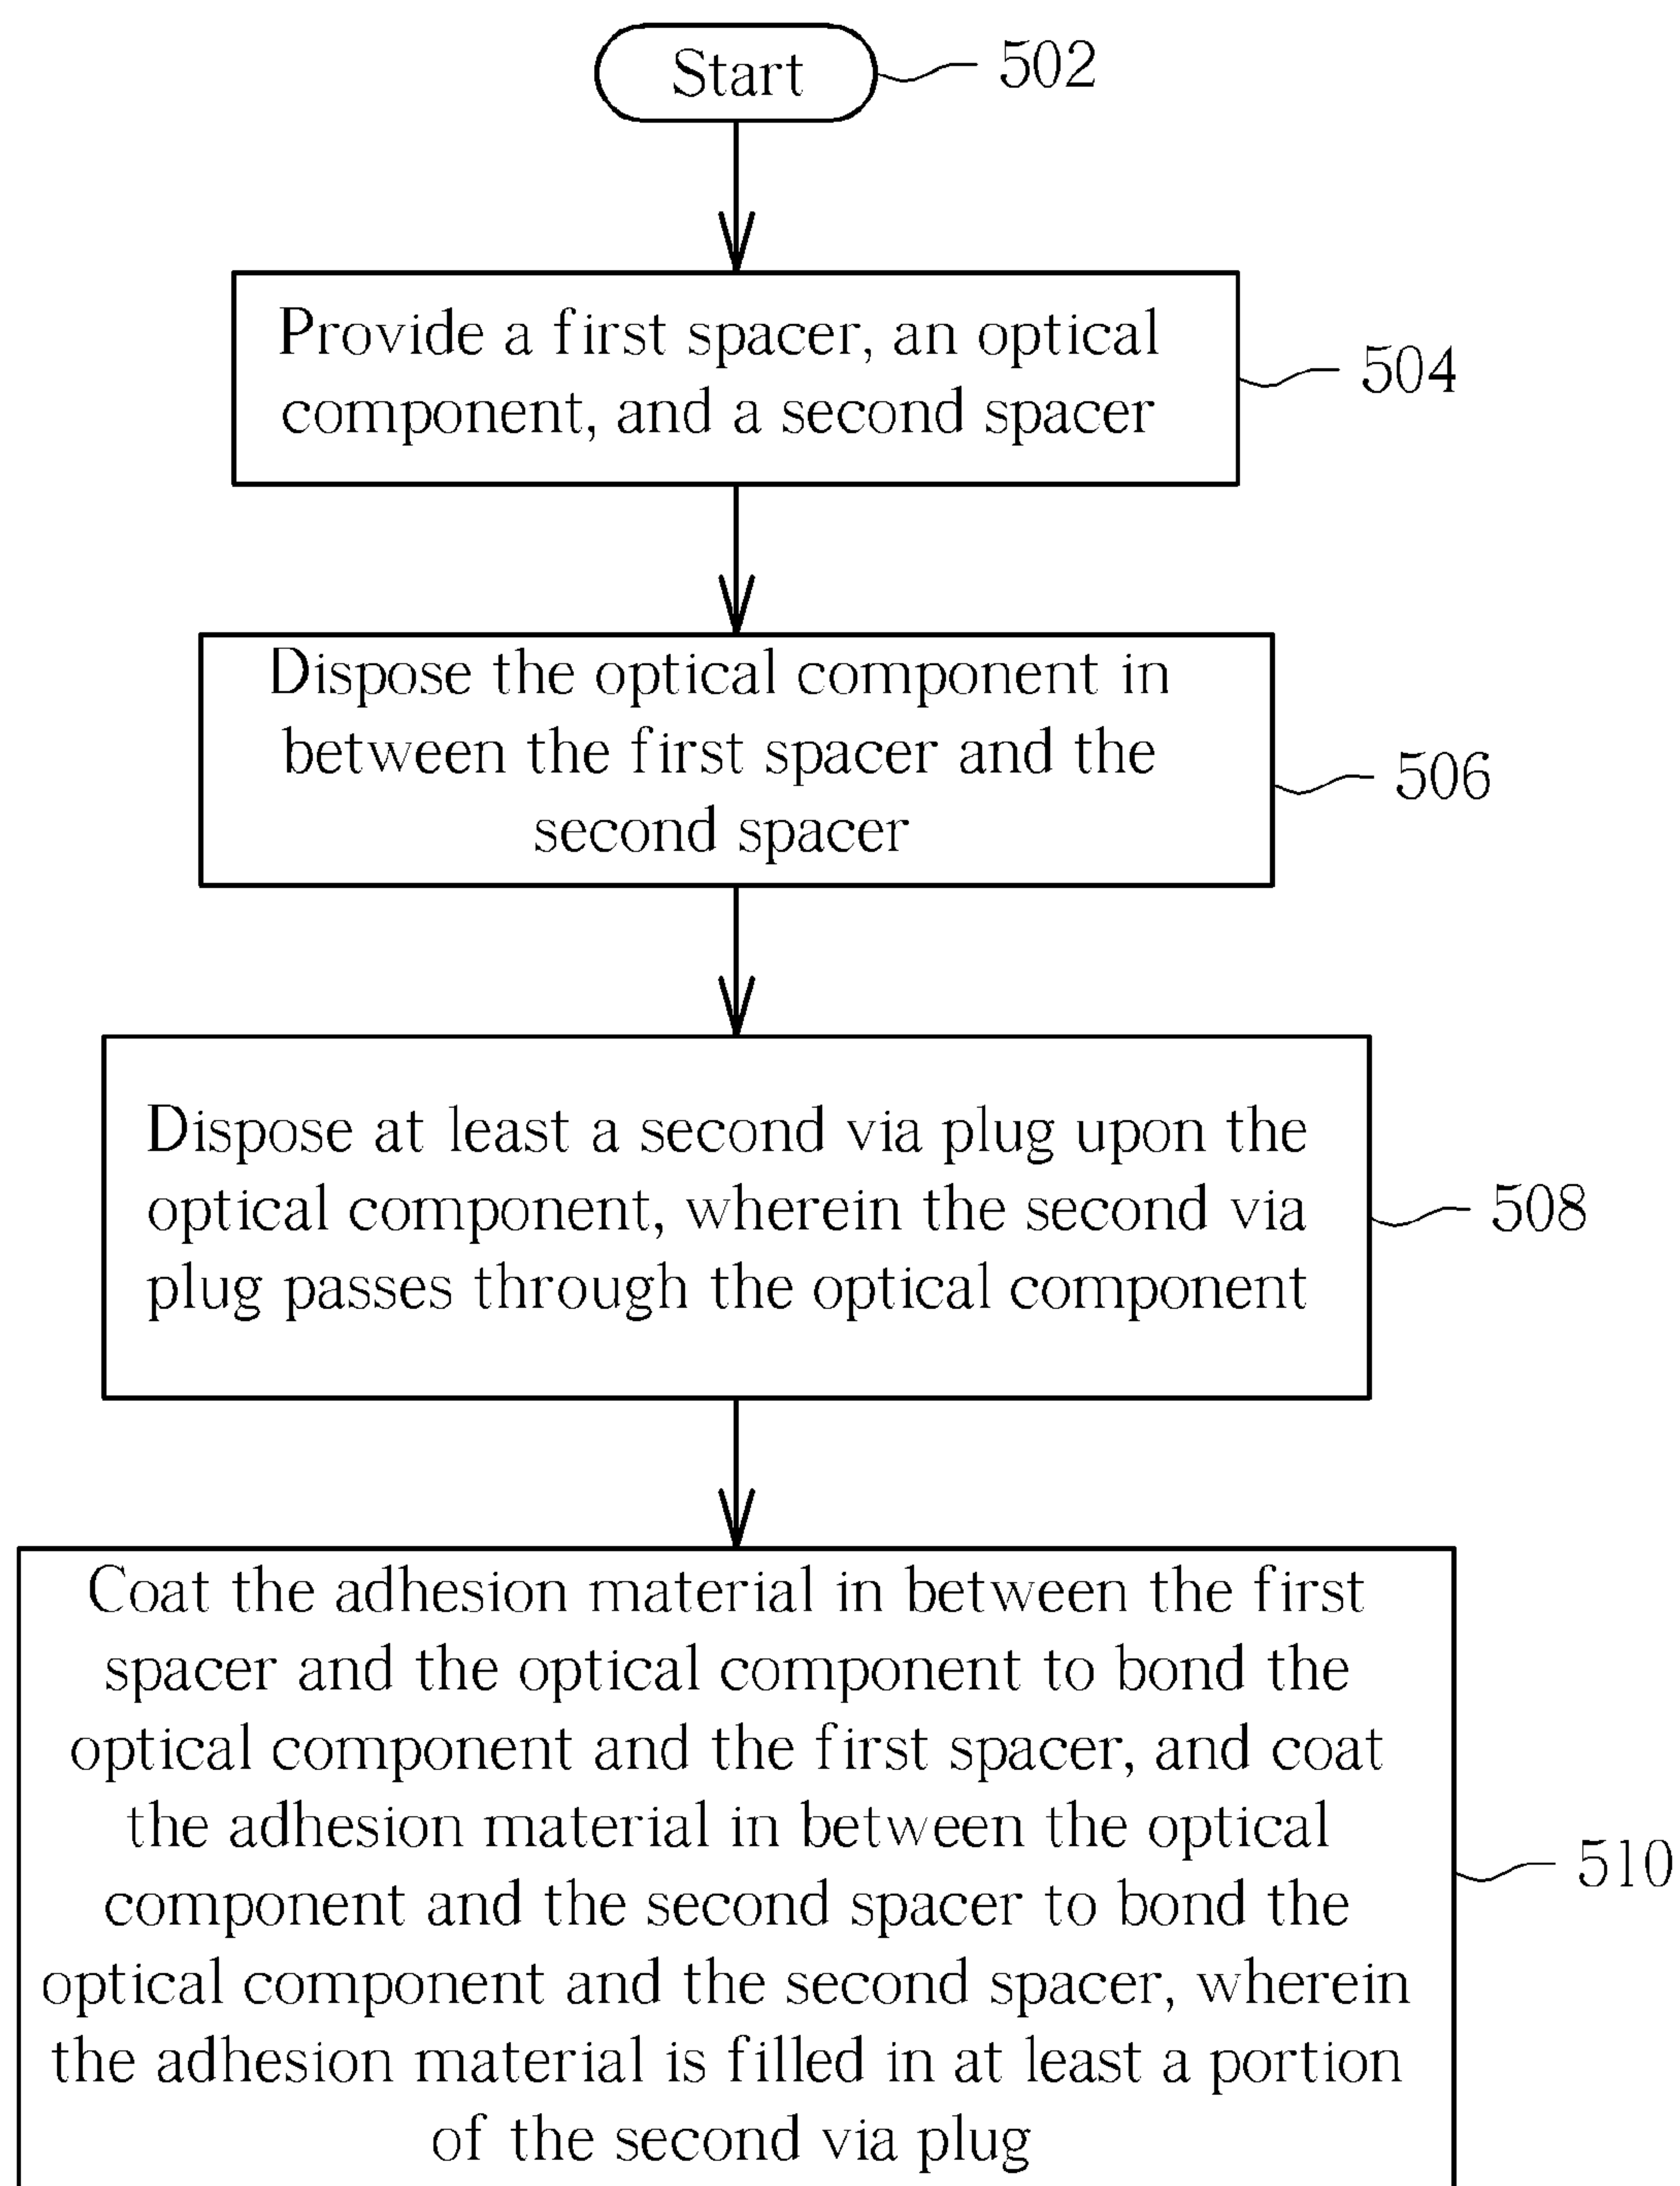 Start
502
Provide a first spacer, an optical
component, and a second spacer
504
Dispose the optical component in
between the first spacer and the
second spacer
506
Dispose at least a second via plug upon the
optical component, wherein the second via
plug passes through the optical component
508
Coat the adhesion material in between the first
spacer and the optical component to bond the
optical component and the first spacer, and coat
the adhesion material in between the optical
component and the second spacer to bond the
optical component and the second spacer, wherein
the adhesion material is filled in at least a portion
of the second via plug
510